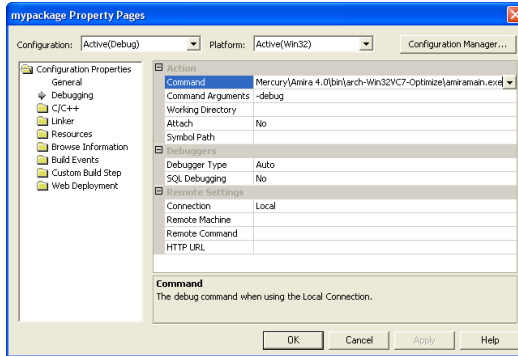 mypackage Property Pages
Configuration: Active(Debug) Platform: Active(Win32) Configuration Manager...
Configuration Properties
General
Debugging
C/C++
Linker
Resources
Browse Information
Build Events
Custom Build Step
Web Deployment
Action
Command Mercury\Amira 4.0\bin\arch-Win32VC7-Optimize\amiramain.exe
Command Arguments -debug
Working Directory
Attach No
Symbol Path
Debuggers
Debugger Type Auto
SQL Debugging No
Remote Settings
Connection Local
Remote Machine
Remote Command
HTTP URL
Command
The debug command when using the Local Connection.
OK Cancel Apply Help